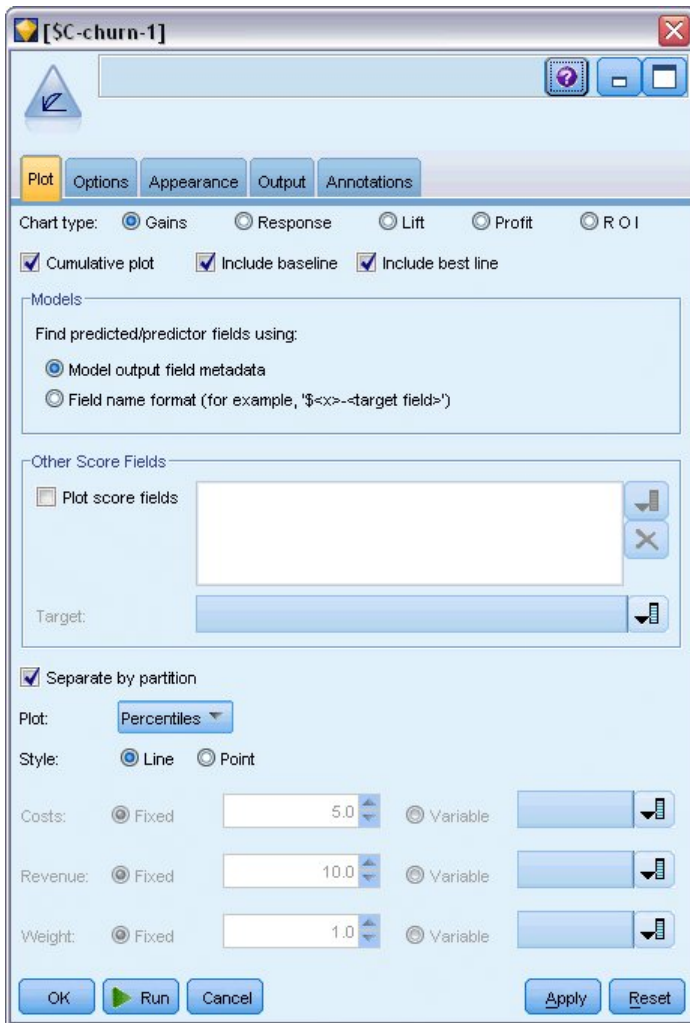 [$C-churn-1]
Plot Options Appearance Output Annotations
Chart type: Gains Response Lift Profit R O I
Cumulative plot Include baseline Include best line
Models
Find predicted/predictor fields using:
Model output field metadata
Field name format (for example, '$<x>-<target field>')
Other Score Fields
Plot score fields
Target:
Separate by partition
Plot: Percentiles
Style: Line Point
Costs: Fixed 5.0 Variable
Revenue: Fixed 10.0 Variable
Weight: Fixed 1.0 Variable
OK Run Cancel Apply Reset